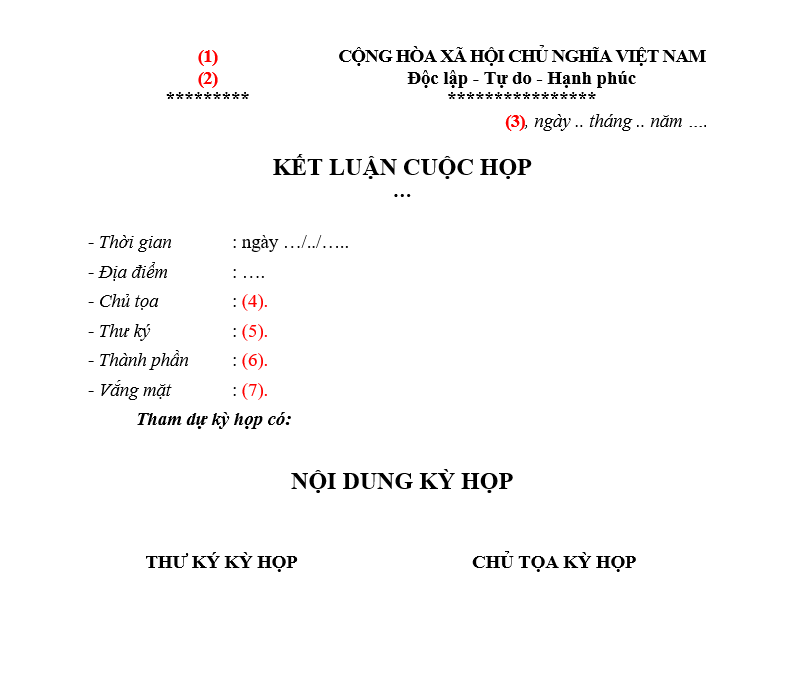 (1) CỘNG HÒA XÃ HỘI CHỦ NGHĨA VIỆT NAM
(2) Độc lập - Tự do - Hạnh phúc
********* ****************
(3), ngày .. tháng .. năm ....
KẾT LUẬN CUỘC HỌP
...
- Thời gian : ngày …/../…..
- Địa điểm : ….
- Chủ tọa : (4).
- Thư ký : (5).
- Thành phần : (6).
- Vắng mặt : (7).
Tham dự kỳ họp có:
NỘI DUNG KỲ HỌP
THƯ KÝ KỲ HỌP CHỦ TỌA KỲ HỌP